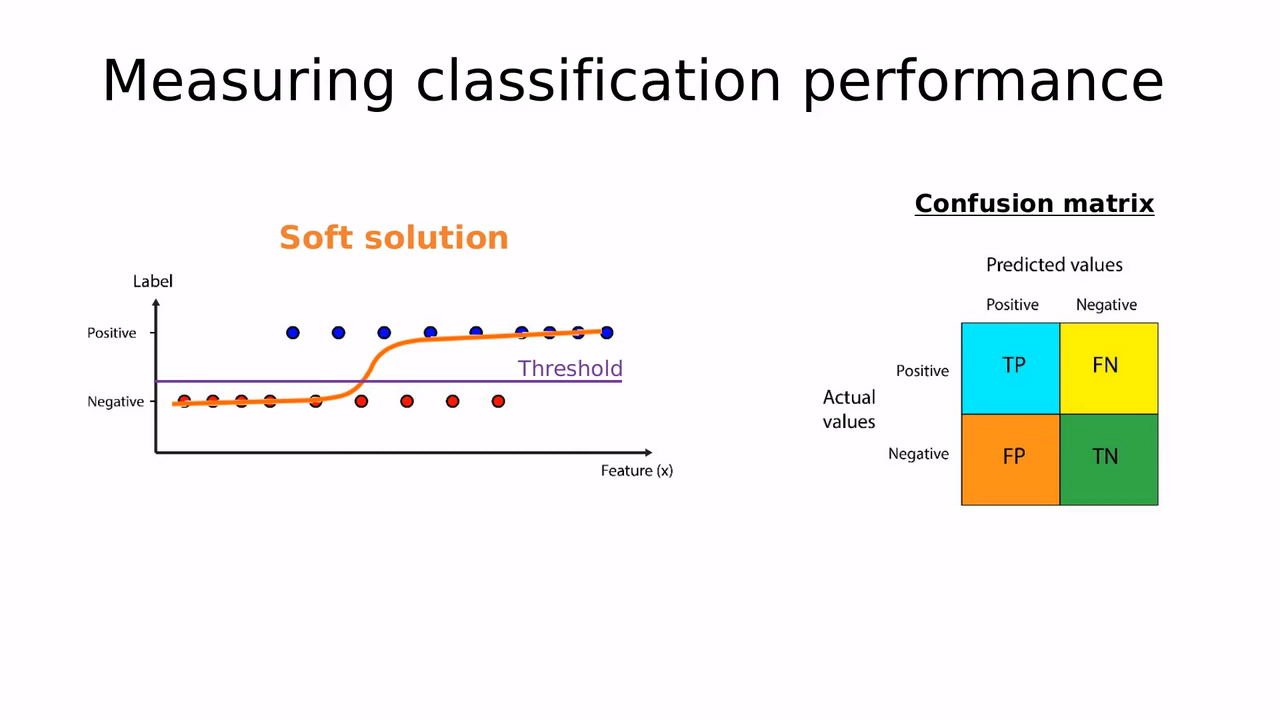 Measuring classification performance
Soft solution
Label
Positive
Threshold
Negative
Feature (x)
Confusion matrix
Predicted values
Positive Negative
Positive
Actual
values
Negative
TP FN
FP TN